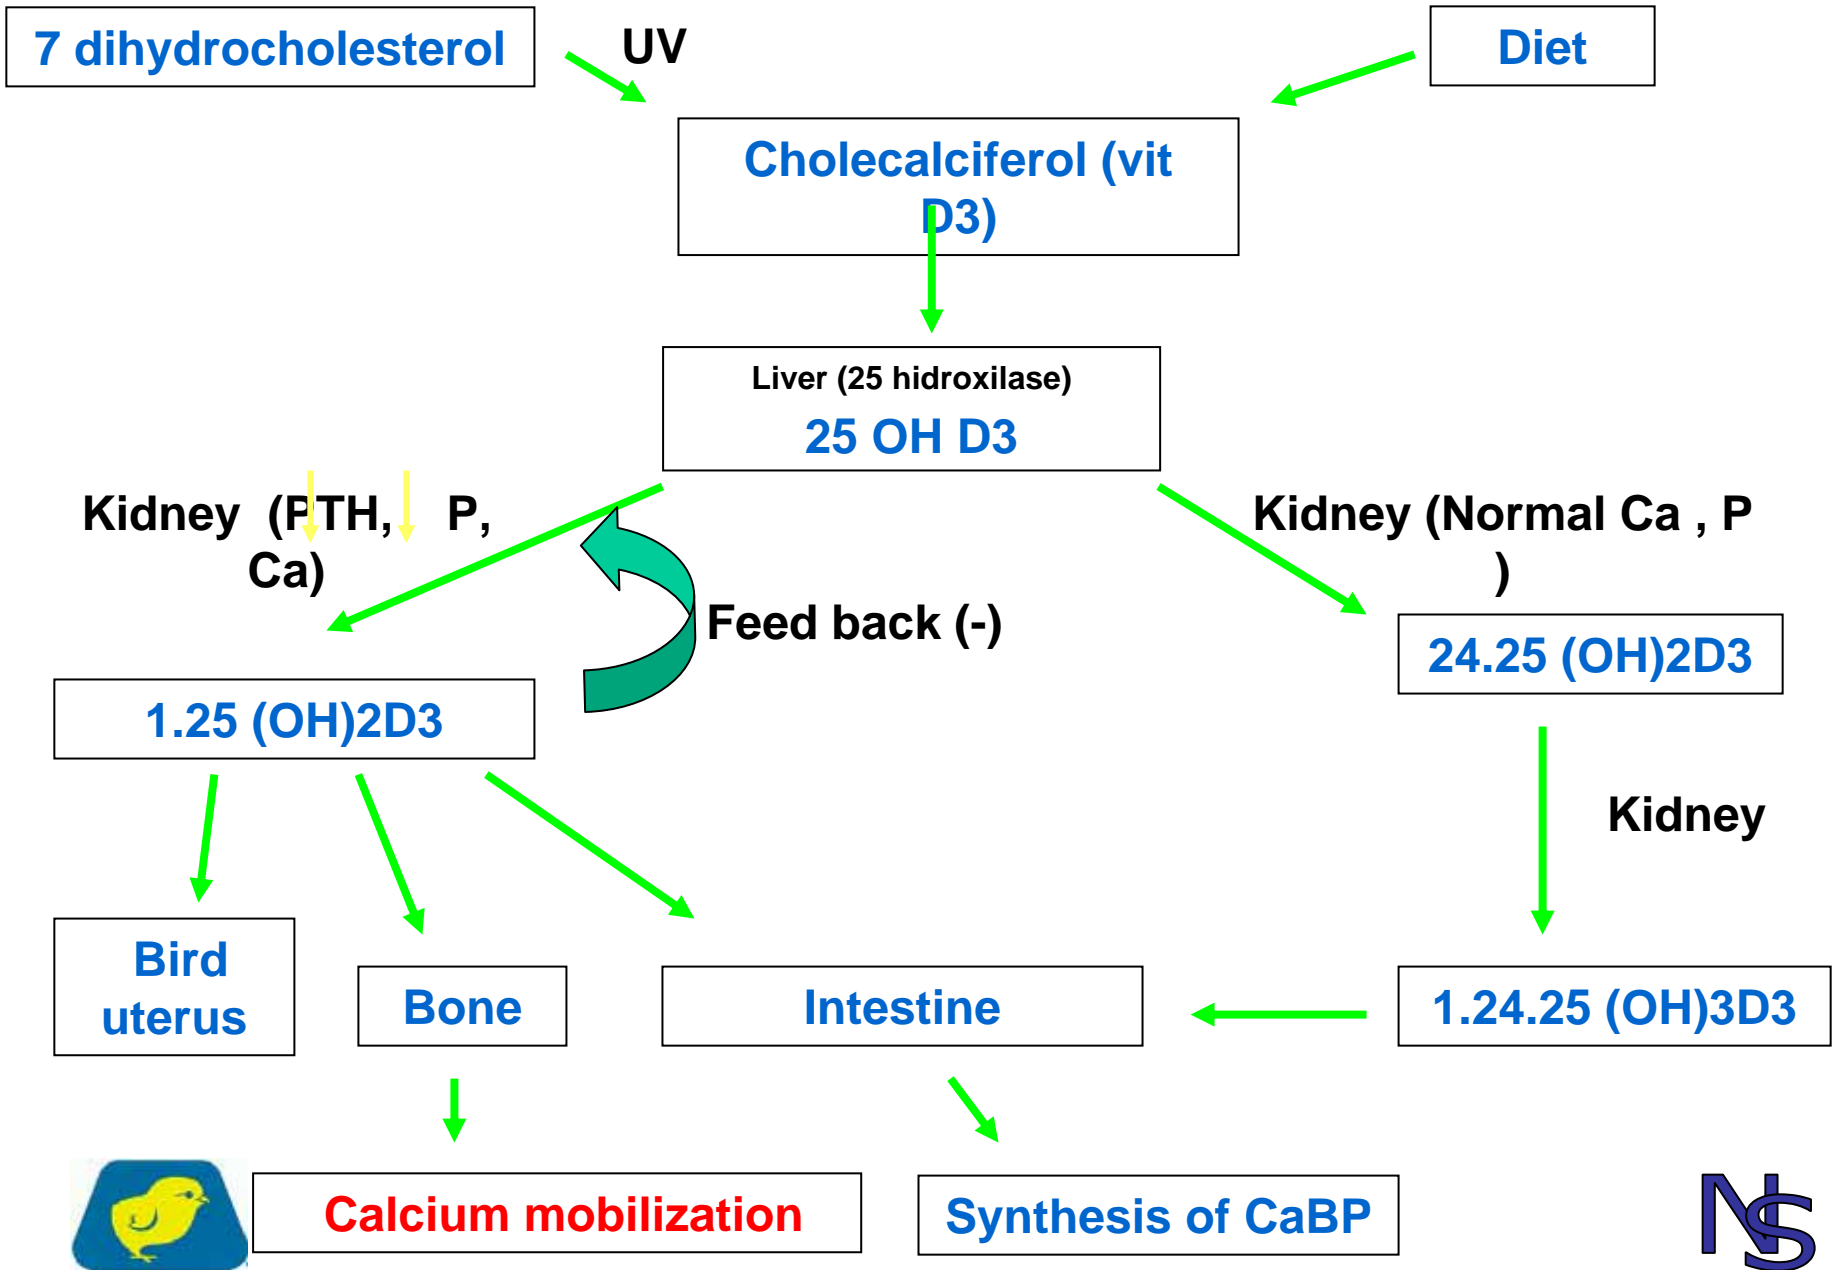 7 dihydrocholesterol
UV
Diet
Cholecalciferol (vit
D3)
Liver (25 hidroxilase)
25 OH D3
Kidney (PTH, P,
Ca)
Kidney (Normal Ca , P
)
Feed back (-)
24.25 (OH)2D3
1.25 (OH)2D3
Kidney
Bird
uterus
Bone
Intestine
1.24.25 (OH)3D3
Calcium mobilization
Synthesis of CaBP
NS